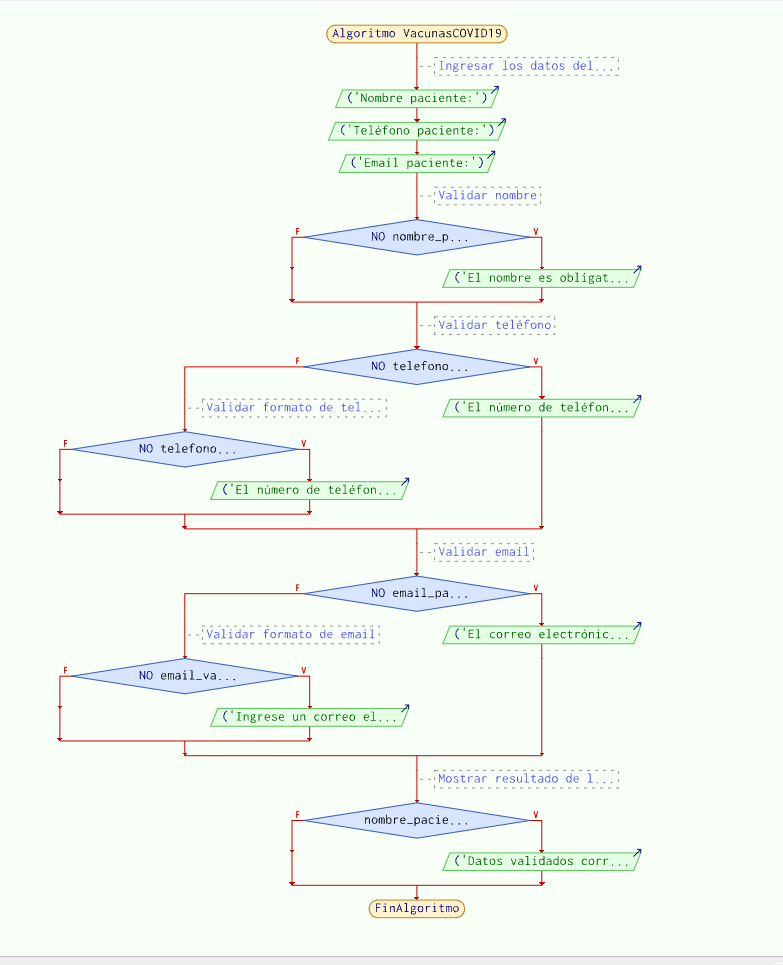 Algoritmo VacunasCOVID19
Ingresar los datos del...
('Nombre paciente:')
('Teléfono paciente:')
('Email paciente:')
Validar nombre
F
NO nombre_p...
V
('El nombre es obligat...
Validar teléfono
F
NO telefono...
V
Validar formato de tel...
('El número de teléfon...
F
NO telefono...
V
('El número de teléfon...
Validar email
F
NO email_pa...
V
Validar formato de email
('El correo electrónic...
F
NO email_va...
V
('Ingrese un correo el...
Mostrar resultado de l...
F
nombre_pacie...
V
('Datos validados corr...
FinAlgoritmo